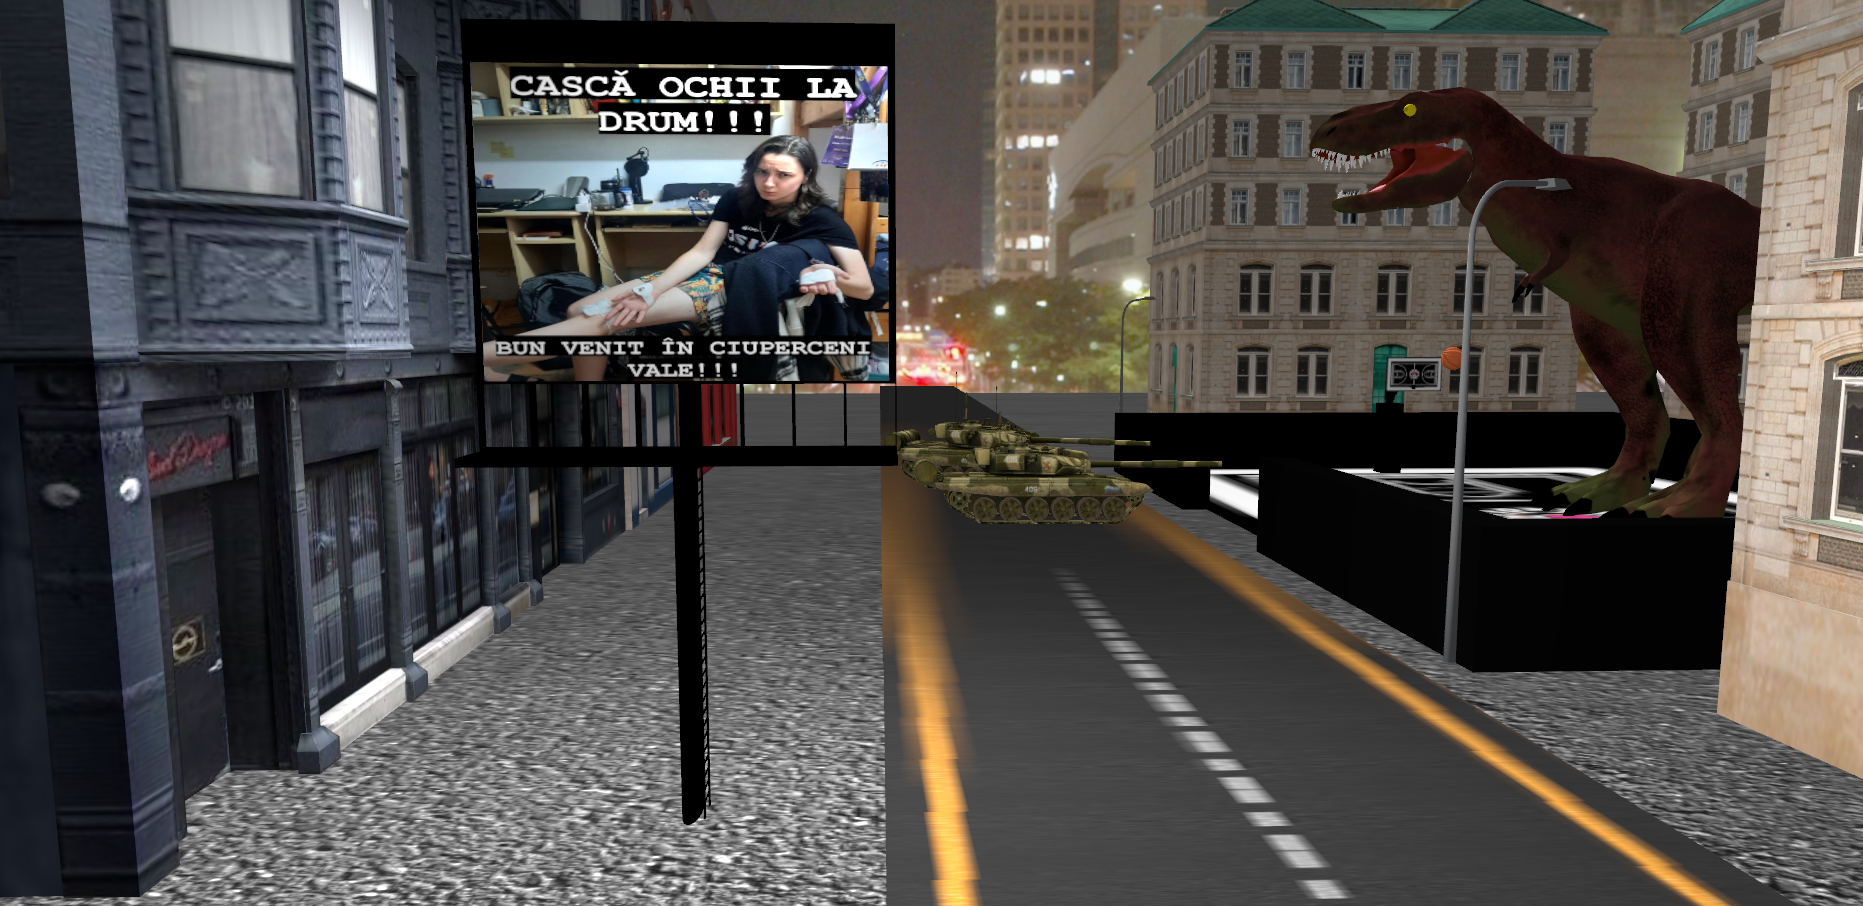 CASCĂ OCHII LA
DRUM!!!
BUN VENIT ÎN CIUPERCENI
VALE!!!